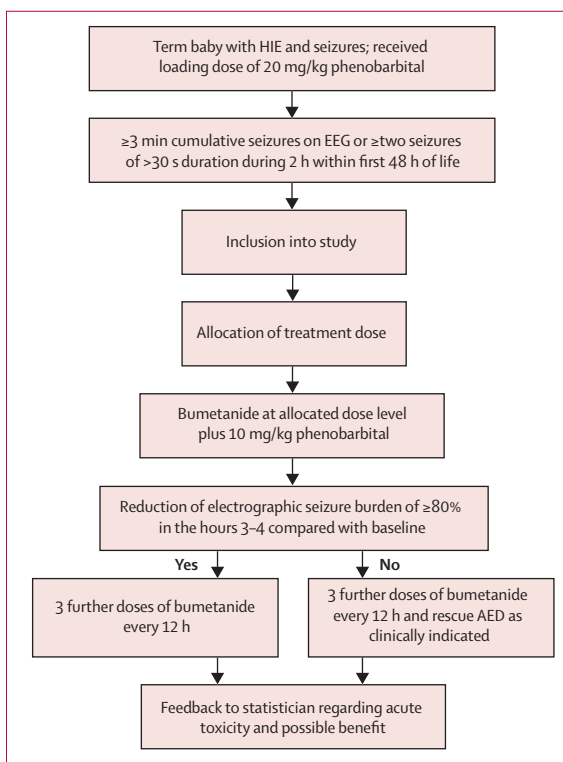 Term baby with HIE and seizures; received
loading dose of 20 mg/kg phenobarbital
≥3 min cumulative seizures on EEG or ≥two seizures
of >30 s duration during 2 h within first 48 h of life
Inclusion into study
Allocation of treatment dose
Bumetanide at allocated dose level
plus 10 mg/kg phenobarbital
Reduction of electrographic seizure burden of ≥80%
in the hours 3–4 compared with baseline
Yes
No
3 further doses of bumetanide
every 12 h
3 further doses of bumetanide
every 12 h and rescue AED as
clinically indicated
Feedback to statistician regarding acute
toxicity and possible benefit